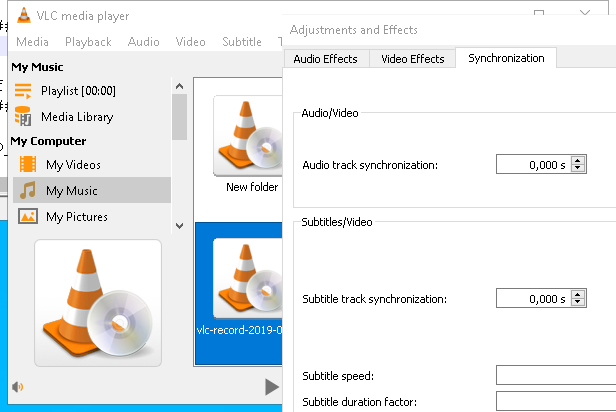 VLC media player
Media Playback Audio Video Subtitle
My Music
Playlist [00:00]
Media Library
My Computer
My Videos
My Music
My Pictures
New folder
vlc-record-2019-0
Adjustments and Effects
Audio Effects Video Effects Synchronization
Audio/Video
Audio track synchronization: 0,000 s
Subtitles/Video
Subtitle track synchronization: 0,000 s
Subtitle speed:
Subtitle duration factor: